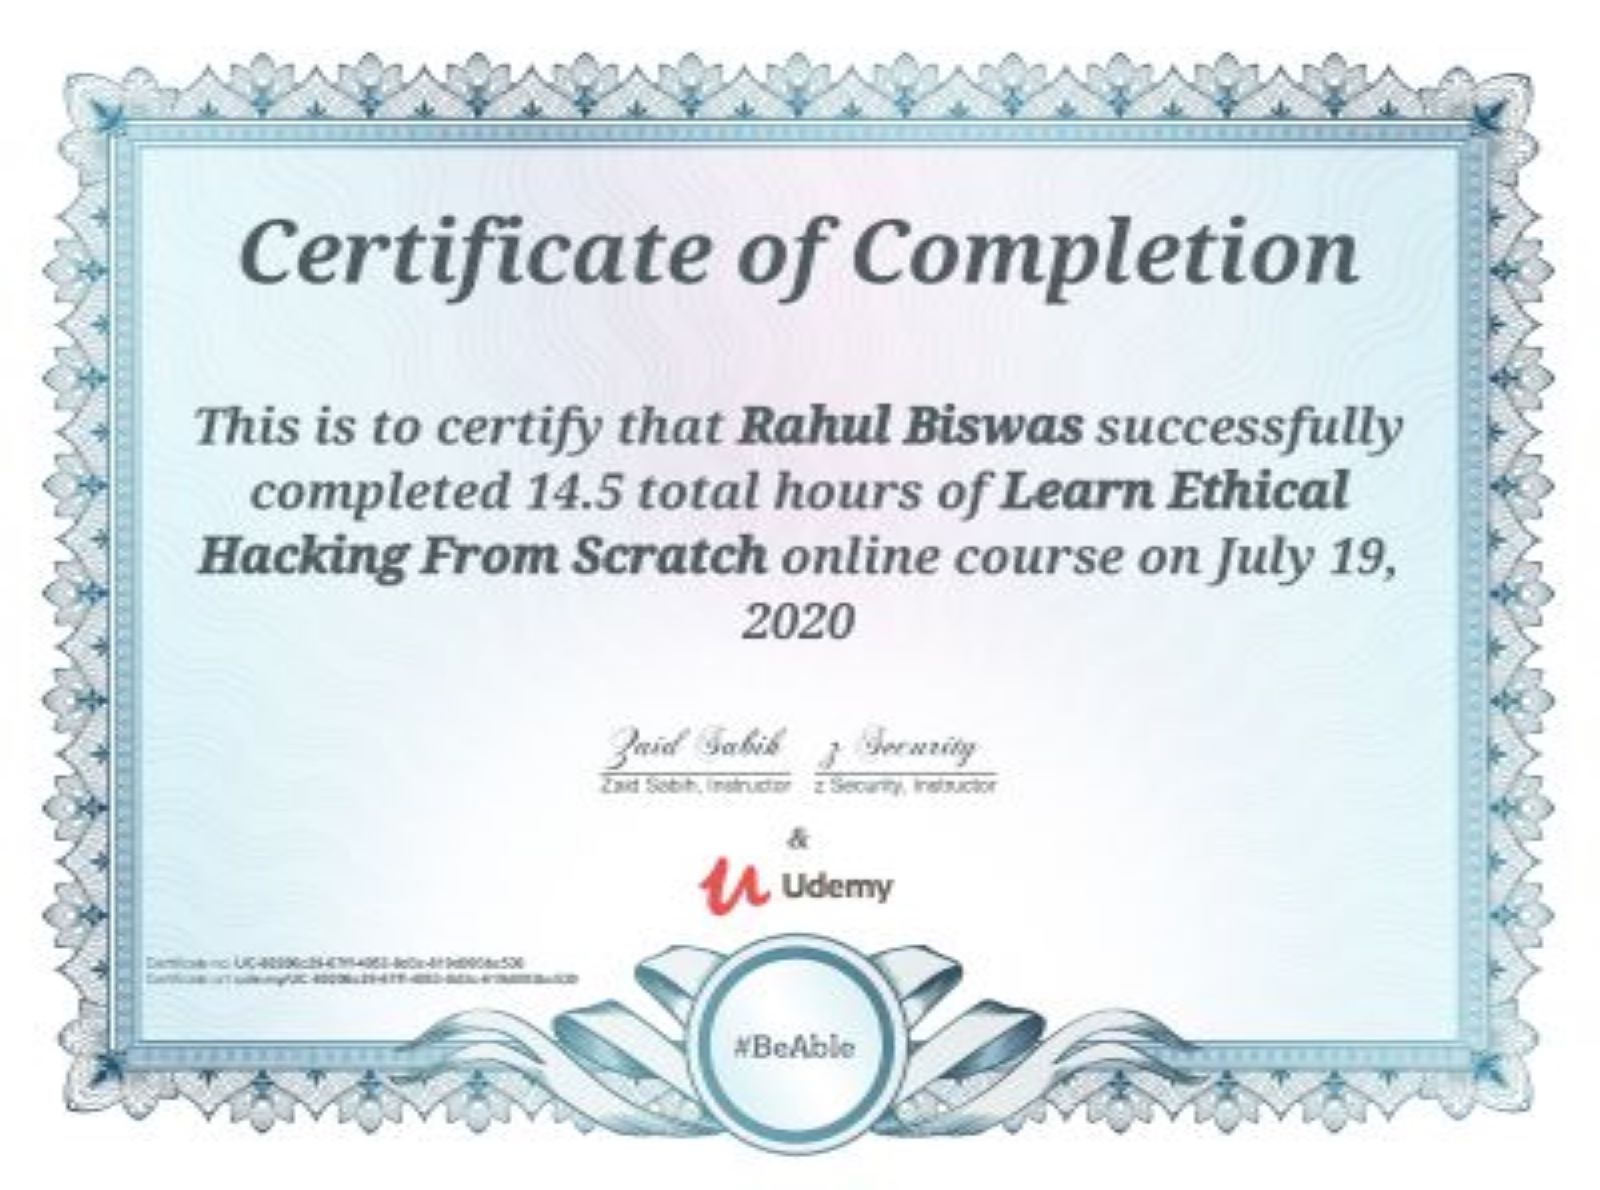 Certificate of Completion
This is to certify that Rahul Biswas successfully
completed 14.5 total hours of Learn Ethical
Hacking From Scratch online course on July 19,
2020
Zaid Sabih z Security
Zaid Sabih, Instructor z Security, Instructor
&
Udemy
Certificate no:
Certificate url:
#BeAble